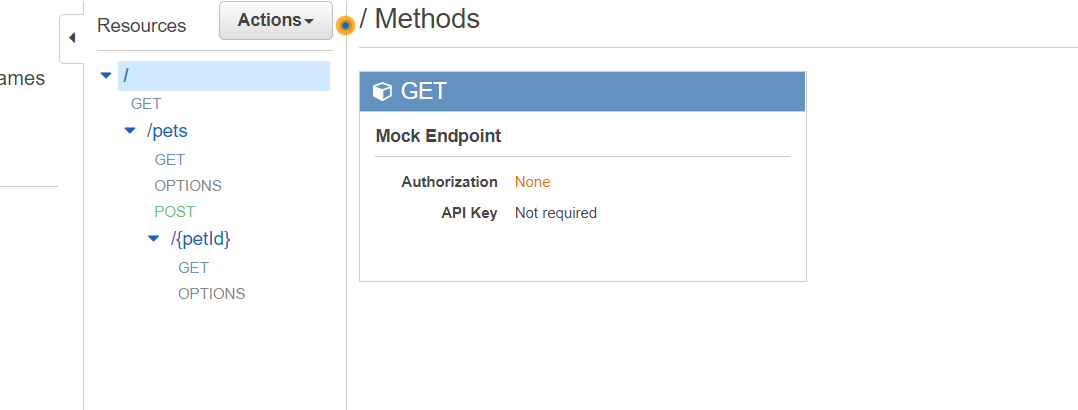 ames
Resources
Actions
/
GET
/pets
GET
OPTIONS
POST
/{petId}
GET
OPTIONS
/ Methods
GET
Mock Endpoint
Authorization None
API Key Not required